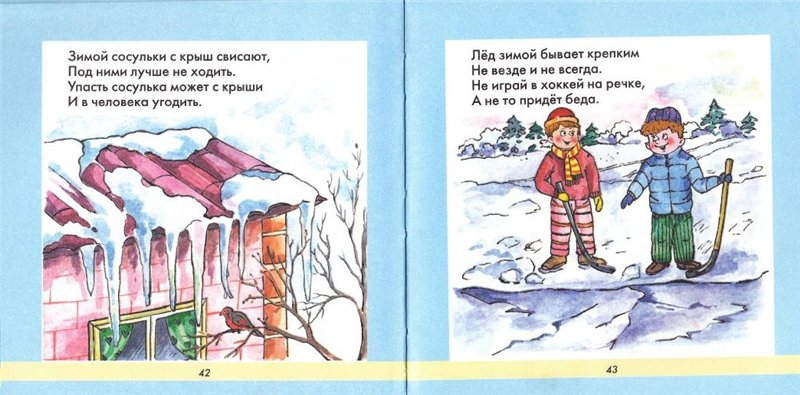 Зимой сосульки с крыш свисают,
Под ними лучше не ходить.
Упасть сосулька может с крыши
И в человека угодить.
42
Лёд зимой бывает крепким
Не везде и не всегда.
Не играй в хоккей на речке,
А не то придёт беда.
43